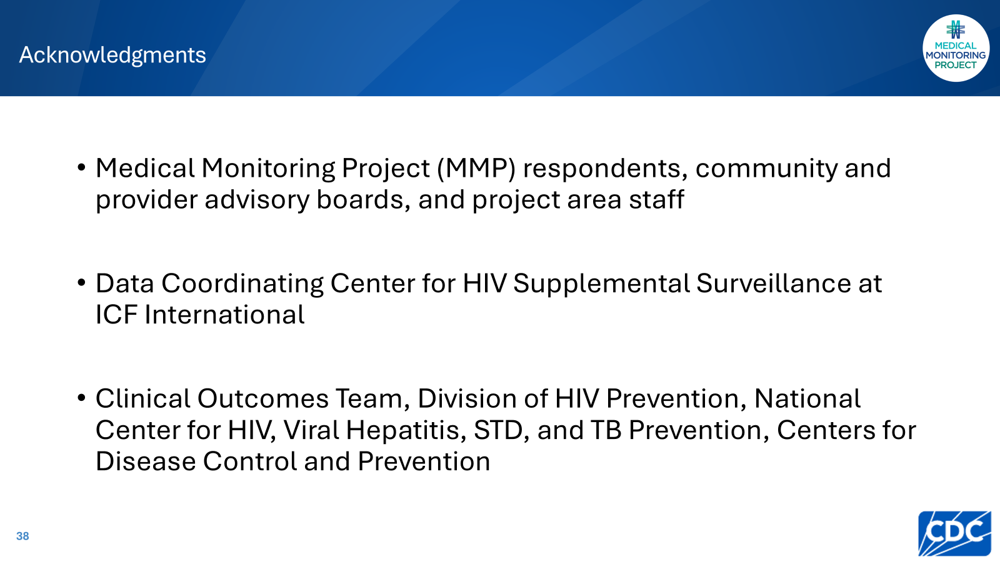 Acknowledgments
MEDICAL
MONITORING
PROJECT
• Medical Monitoring Project (MMP) respondents, community and
provider advisory boards, and project area staff
• Data Coordinating Center for HIV Supplemental Surveillance at
ICF International
• Clinical Outcomes Team, Division of HIV Prevention, National
Center for HIV, Viral Hepatitis, STD, and TB Prevention, Centers for
Disease Control and Prevention
38
CDC